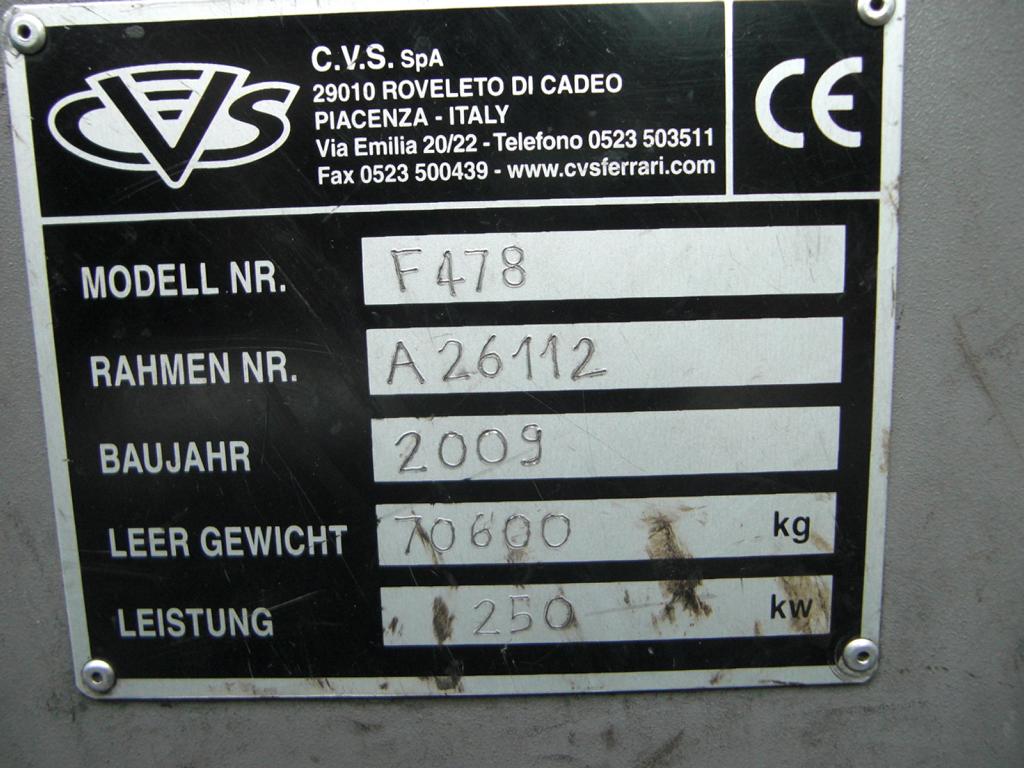 CVS
C.V.S. SpA
29010 ROVELETO DI CADEO
PIACENZA - ITALY
Via Emilia 20/22 - Telefono 0523 503511
Fax 0523 500439 - www.cvsferrari.com
CE
MODELL NR. F478
RAHMEN NR. A26112
BAUJAHR 2009
LEER GEWICHT 70600 kg
LEISTUNG 250 kw